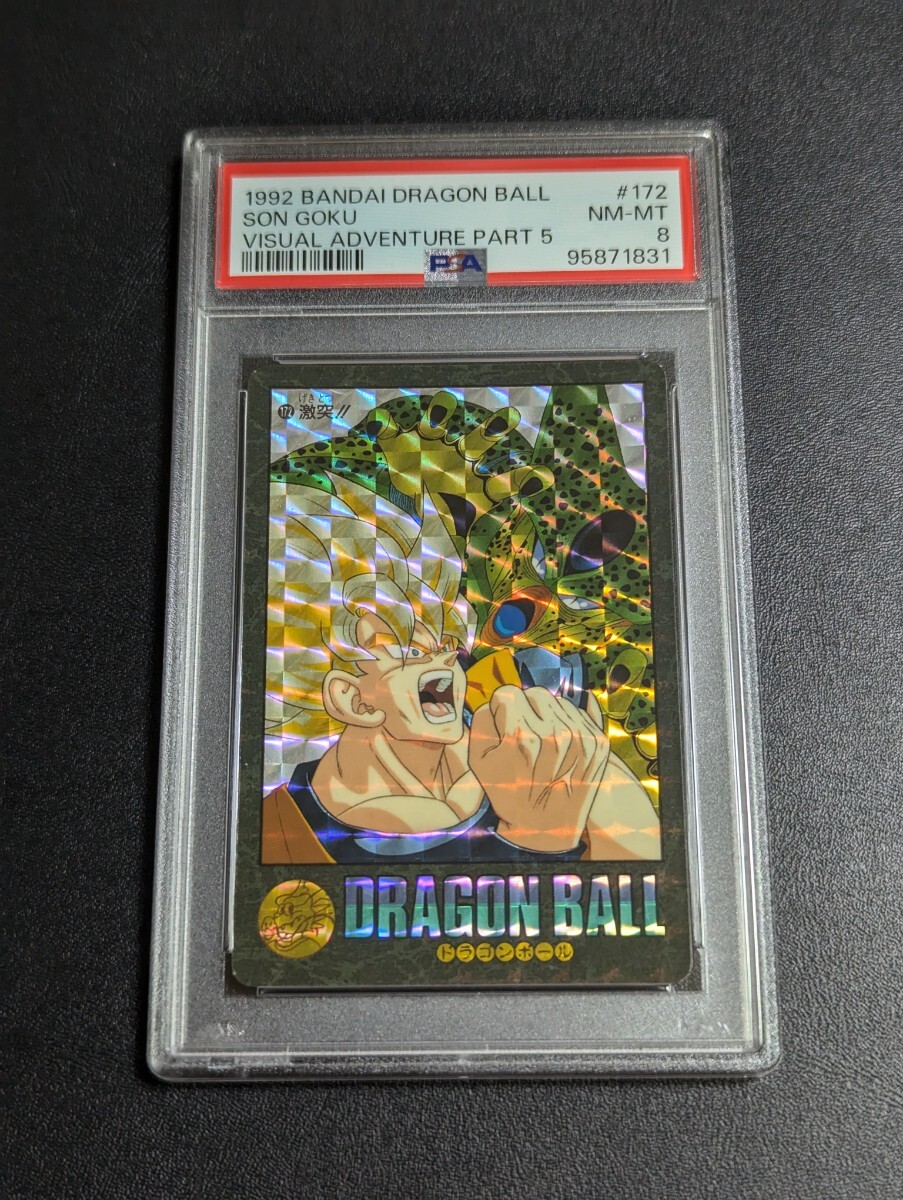 1992 BANDAI DRAGON BALL #172
SON GOKU NM-MT
VISUAL ADVENTURE PART 5 8
PSA 95871831
げきとつ
172 激突!!
DRAGON BALL
ドラゴンボール